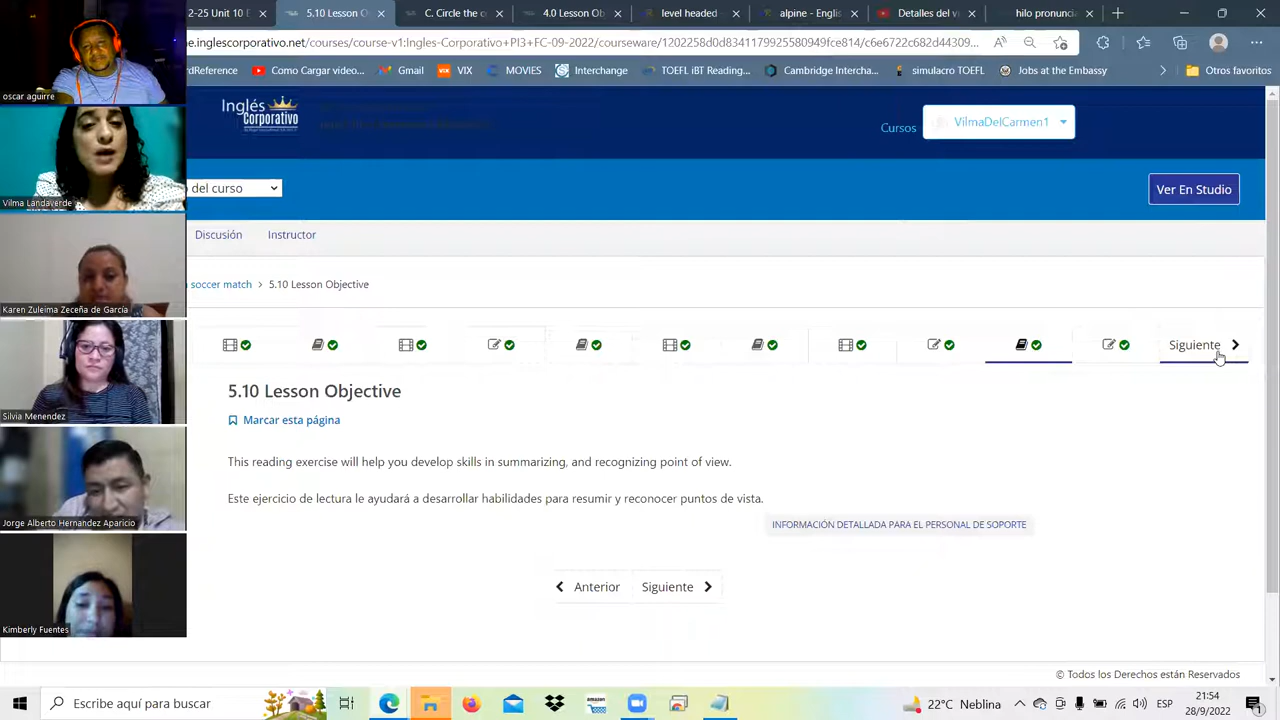 2-25 Unit 10 E
5.10 Lesson Ob
C. Circle the c
4.0 Lesson Ob
level headed m
Detalles del v
hilo m
e.inglescorporativo.net/courses/course-v1:Ingles-Corporativo+PI3+FC-09-2022/courseware/1202258d0d8341179925580949fce814/c6e6722c682d44309...
rdReference
Como Cargar vídeo...
Gmail
VIX
MOVIES
Interchange
TOEFL iBT Reading...
simulacro TOEFL
Jobs at the Embassy
Otros favoritos
Inglés
Corporativo
Cursos
VilmaDelCarmen1
del curso
Ver En Studio
Discusión
Instructor
soccer match > 5.10 Lesson Objective
Siguiente
5.10 Lesson Objective
Marcar esta página
This reading exercise will help you develop skills in summarizing, and recognizing point of view.
Este ejercicio de lectura le ayudará a desarrollar habilidades para resumir y reconocer puntos de vista.
INFORMACIÓN DETALLADA PARA EL PERSONAL DE SOPORTE
Anterior
Siguiente
© Todos los Derechos están Reservados
oscar aguirre
Vilma Landaverde
Karen Zuleima Zeceña de García
Silvia Menendez
Jorge Alberto Hernandez Aparicio
Kimberly Fuentes
Escribe aquí para buscar
amazon
22°C Neblina
ESP
21:54
28/9/2022
1